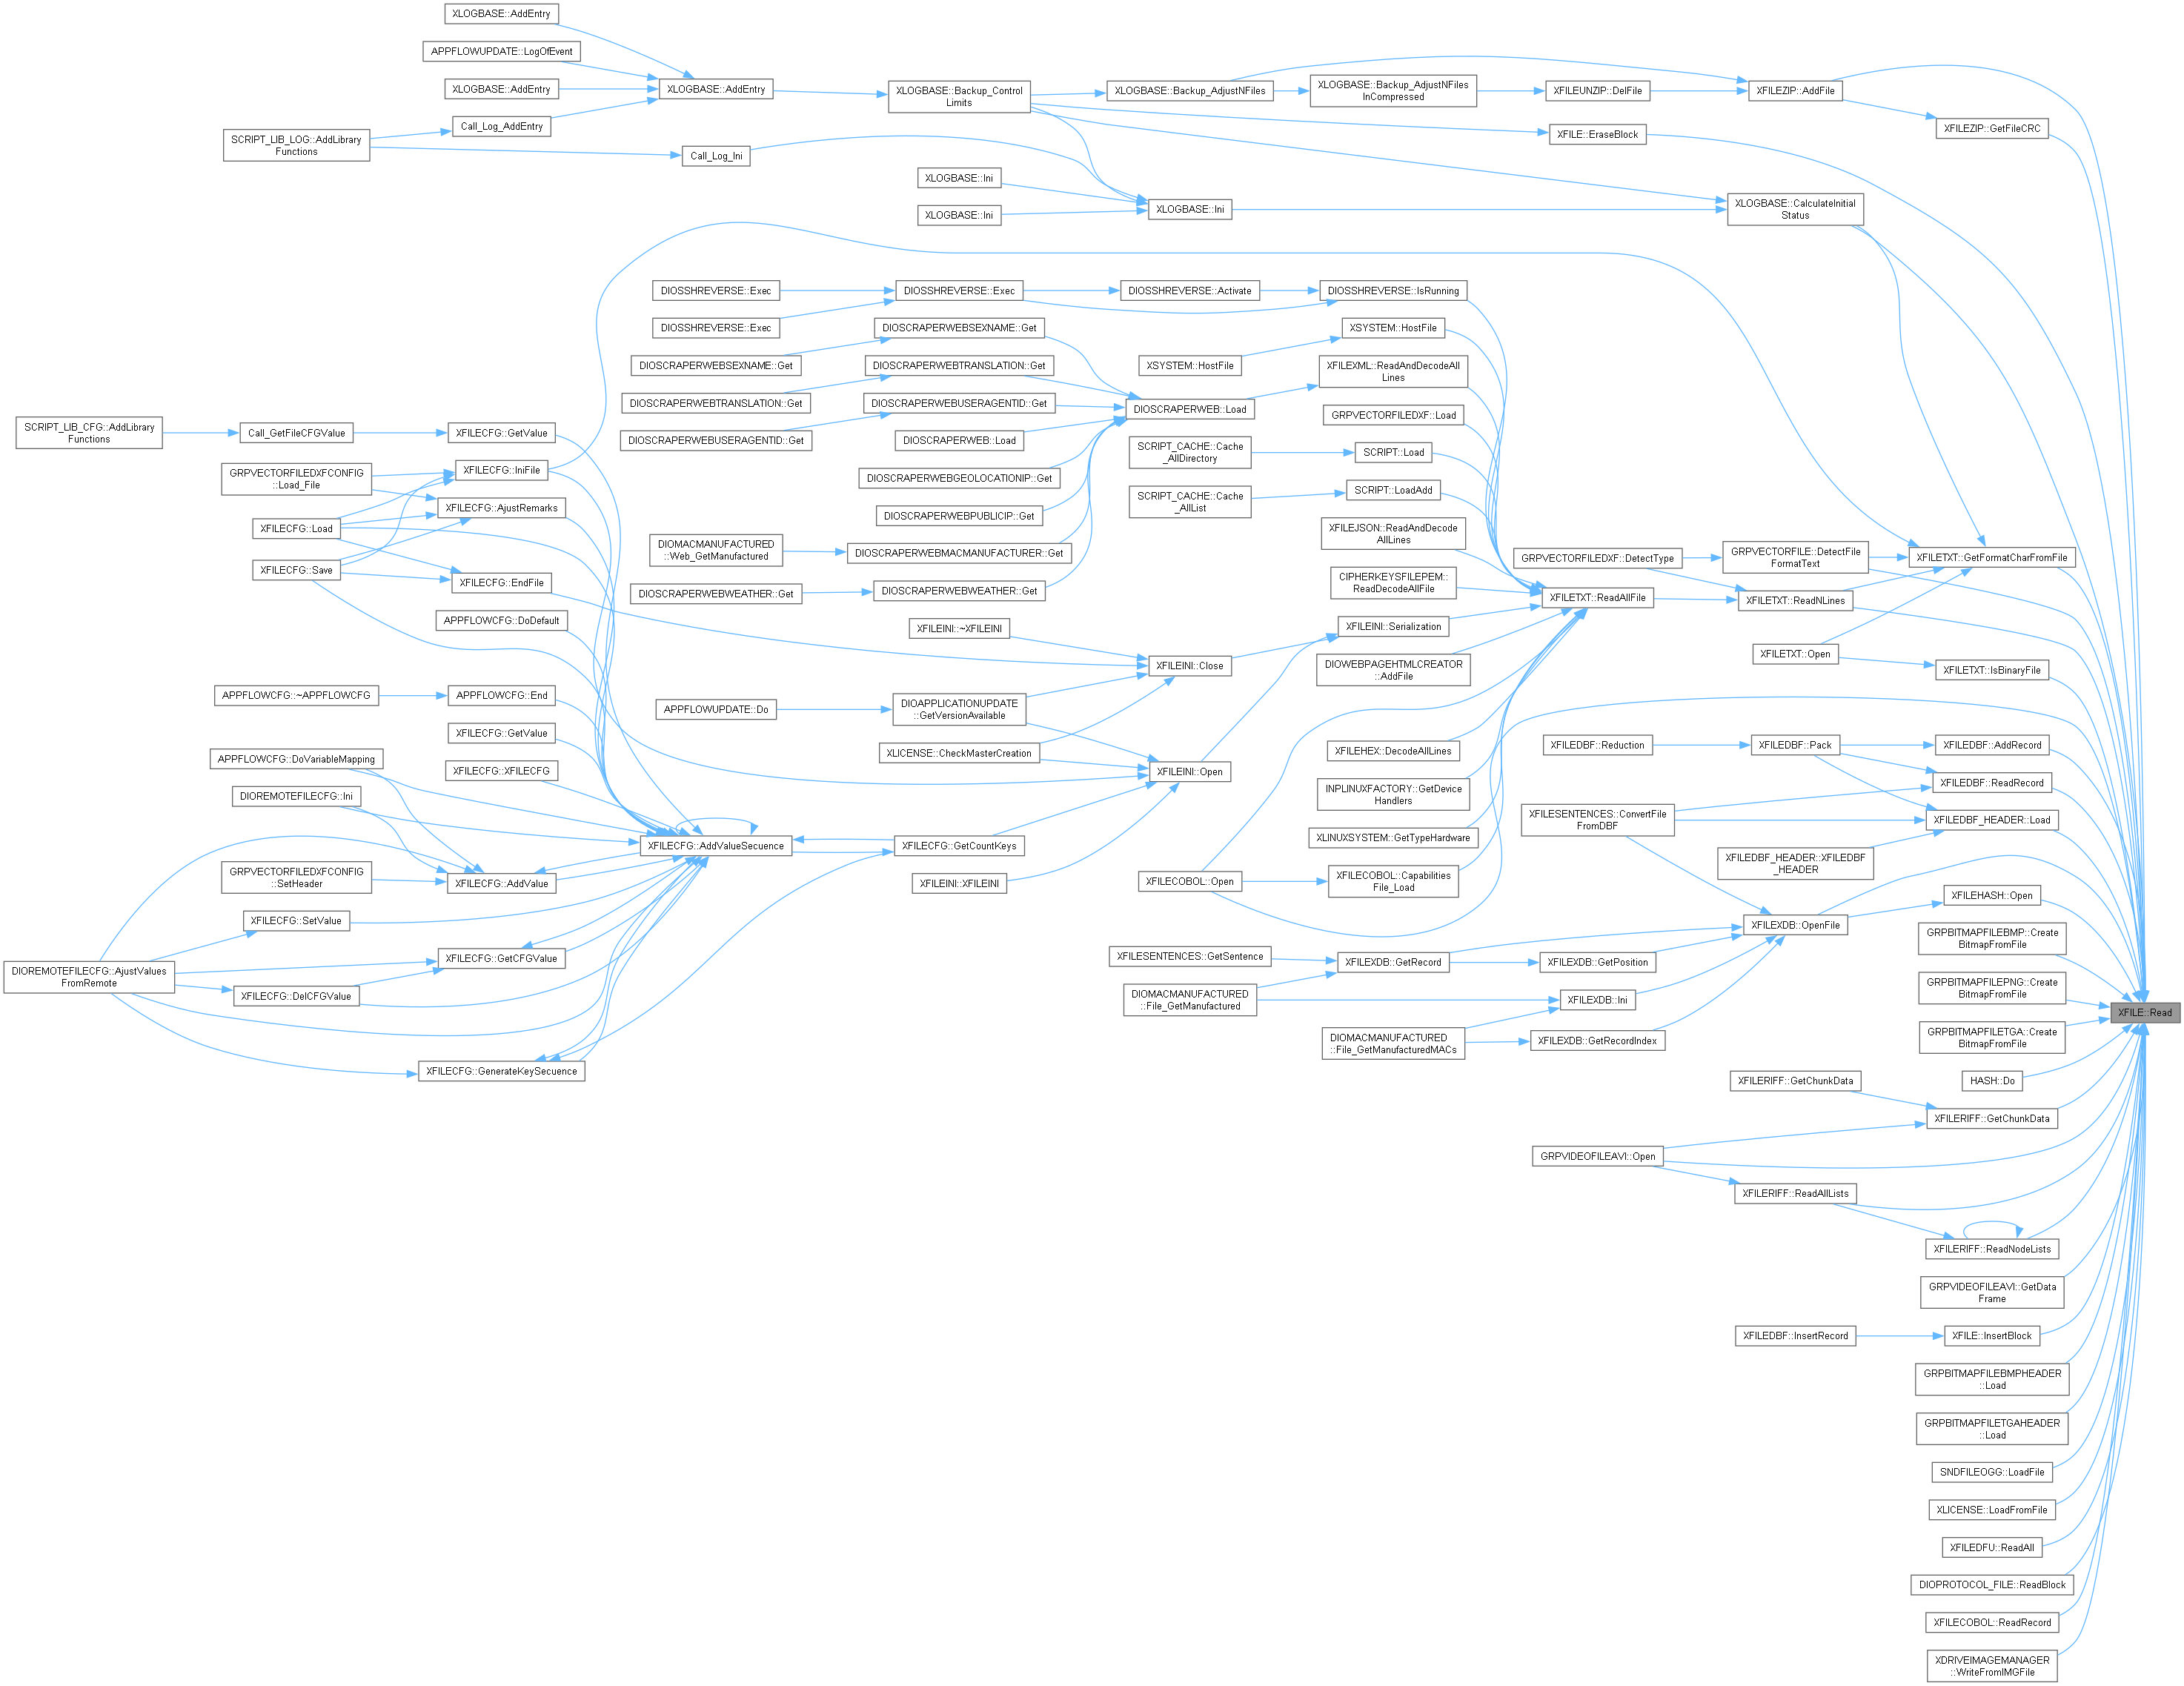 XLOGBASE::AddEntry
APPFLOWUPDATE::LogOfEvent
XLOGBASE::AddEntry
XLOGBASE::AddEntry
XLOGBASE::Backup_Control
Limits
XLOGBASE::Backup_AdjustNFiles
XLOGBASE::Backup_AdjustNFiles
InCompressed
XFILEUNZIP::DelFile
XFILEZIP::AddFile
Call_Log_AddEntry
XFILE::EraseBlock
XFILEZIP::GetFileCRC
SCRIPT_LIB_LOG::AddLibrary
Functions
Call_Log_Ini
XLOGBASE::Ini
XLOGBASE::Ini
XLOGBASE::Ini
XLOGBASE::CalculateInitial
Status
DIOSSHREVERSE::Exec
DIOSSHREVERSE::Exec
DIOSSHREVERSE::Activate
DIOSSHREVERSE::IsRunning
DIOSSHREVERSE::Exec
DIOSCRAPERWEBSEXNAME::Get
XSYSTEM::HostFile
DIOSCRAPERWEBSEXNAME::Get
DIOSCRAPERWEBTRANSLATION::Get
XSYSTEM::HostFile
XFILEXML::ReadAndDecodeAll
Lines
DIOSCRAPERWEBTRANSLATION::Get
DIOSCRAPERWEBUSERAGENTID::Get
DIOSCRAPERWEB::Load
GRPVECTORFILEDXF::Load
SCRIPT_LIB_CFG::AddLibrary
Functions
Call_GetFileCFGValue
XFILECFG::GetValue
DIOSCRAPERWEBUSERAGENTID::Get
DIOSCRAPERWEB::Load
SCRIPT_CACHE::Cache
_AllDirectory
SCRIPT::Load
GRPVECTORFILEDXFCONFIG
::Load_File
XFILECFG::IniFile
DIOSCRAPERWEBGEOLOCATIONIP::Get
SCRIPT_CACHE::Cache
_AllList
SCRIPT::LoadAdd
XFILECFG::AjustRemarks
DIOSCRAPERWEBPUBLICIP::Get
XFILECFG::Load
XFILEJSON::ReadAndDecode
AllLines
DIOMACMANUFACTURED
::Web_GetManufactured
DIOSCRAPERWEBMACMANUFACTURER::Get
GRPVECTORFILEDXF::DetectType
GRPVECTORFILE::DetectFile
FormatText
XFILETXT::GetFormatCharFromFile
XFILECFG::Save
XFILECFG::EndFile
DIOSCRAPERWEBWEATHER::Get
DIOSCRAPERWEBWEATHER::Get
CIPHERKEYSFILEPEM::
ReadDecodeAllFile
XFILETXT::ReadAllFile
XFILETXT::ReadNLines
APPFLOWCFG::DoDefault
XFILEINI::~XFILEINI
XFILEINI::Serialization
XFILETXT::Open
XFILEINI::Close
DIOWEBPAGEHTMLCREATOR
::AddFile
XFILETXT::IsBinaryFile
APPFLOWCFG::~APPFLOWCFG
APPFLOWCFG::End
APPFLOWUPDATE::Do
DIOAPPLICATIONUPDATE
::GetVersionAvailable
XFILECFG::GetValue
XLICENSE::CheckMasterCreation
XFILEHEX::DecodeAllLines
XFILEDBF::Reduction
XFILEDBF::Pack
XFILEDBF::AddRecord
APPFLOWCFG::DoVariableMapping
XFILECFG::XFILECFG
XFILEINI::Open
XFILEDBF::ReadRecord
DIOREMOTEFILECFG::Ini
INPLINUXFACTORY::GetDevice
Handlers
XFILESENTENCES::ConvertFile
FromDBF
XFILEDBF_HEADER::Load
XFILECFG::AddValueSecuence
XFILECFG::GetCountKeys
XLINUXSYSTEM::GetTypeHardware
XFILEDBF_HEADER::XFILEDBF
_HEADER
GRPVECTORFILEDXFCONFIG
::SetHeader
XFILECFG::AddValue
XFILEINI::XFILEINI
XFILECOBOL::Open
XFILECOBOL::Capabilities
File_Load
XFILEHASH::Open
XFILECFG::SetValue
XFILEXDB::OpenFile
GRPBITMAPFILEBMP::Create
BitmapFromFile
XFILECFG::GetCFGValue
XFILESENTENCES::GetSentence
XFILEXDB::GetRecord
XFILEXDB::GetPosition
DIOREMOTEFILECFG::AjustValues
FromRemote
XFILECFG::DelCFGValue
DIOMACMANUFACTURED
::File_GetManufactured
XFILEXDB::Ini
GRPBITMAPFILEPNG::Create
BitmapFromFile
XFILE::Read
DIOMACMANUFACTURED
::File_GetManufacturedMACs
XFILEXDB::GetRecordIndex
GRPBITMAPFILETGA::Create
BitmapFromFile
XFILECFG::GenerateKeySecuence
XFILERIFF::GetChunkData
HASH::Do
XFILERIFF::GetChunkData
GRPVIDEOFILEAVI::Open
XFILERIFF::ReadAllLists
XFILERIFF::ReadNodeLists
GRPVIDEOFILEAVI::GetData
Frame
XFILEDBF::InsertRecord
XFILE::InsertBlock
GRPBITMAPFILEBMPHEADER
::Load
GRPBITMAPFILETGAHEADER
::Load
SNDFILEOGG::LoadFile
XLICENSE::LoadFromFile
XFILEDFU::ReadAll
DIOPROTOCOL_FILE::ReadBlock
XFILECOBOL::ReadRecord
XDRIVEIMAGEMANAGER
::WriteFromIMGFile